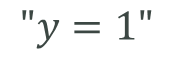 "y = 1"